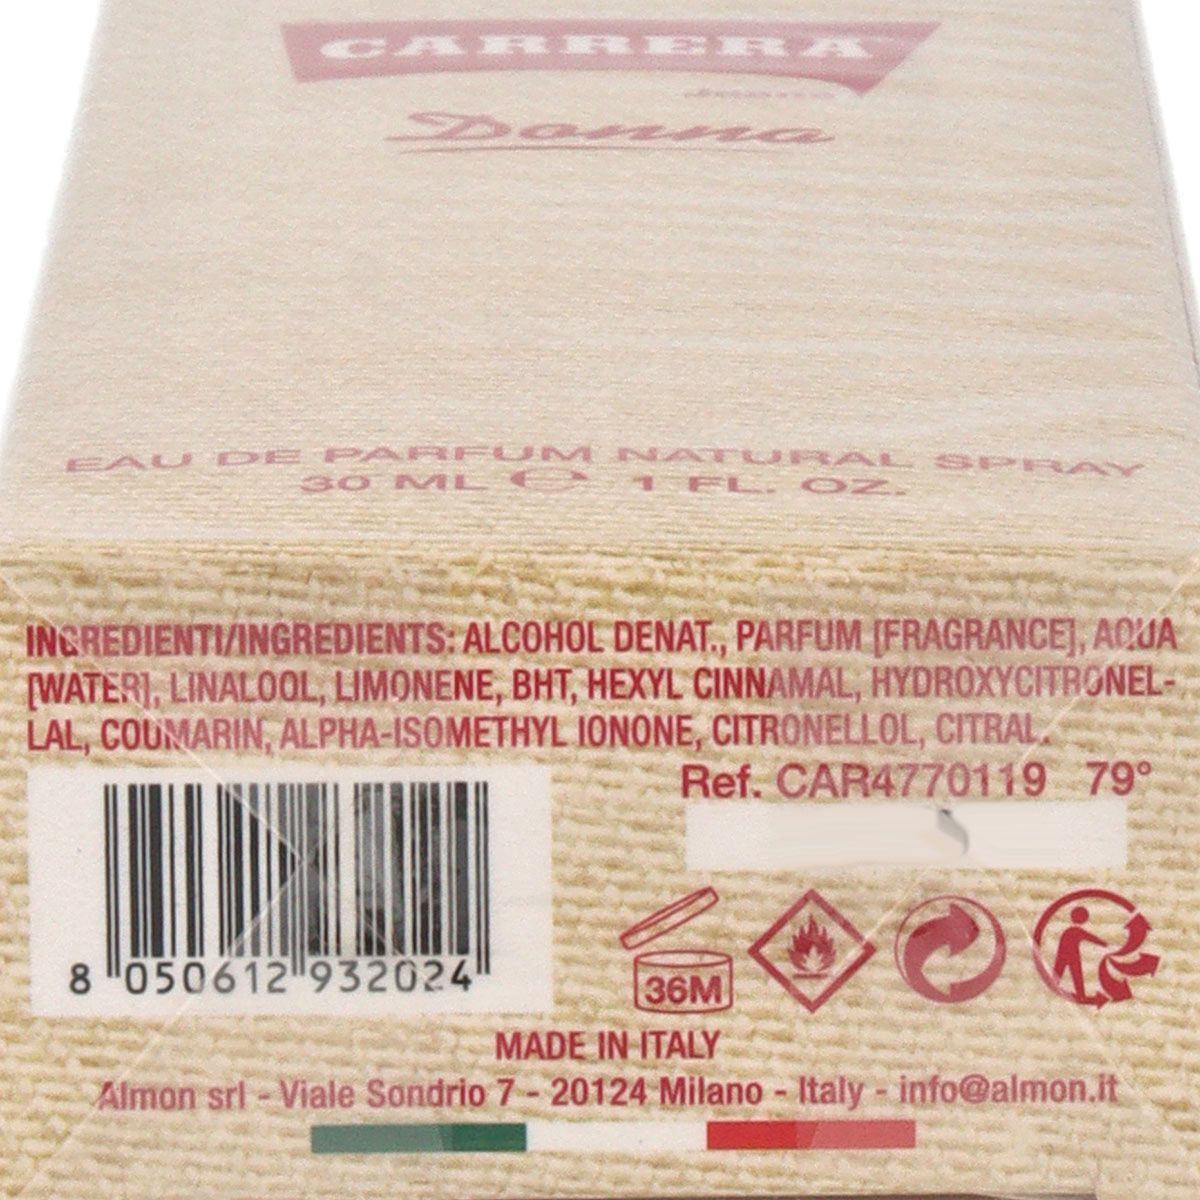 CARRERA
Donna
EAU DE PARFUM NATURAL SPRAY
30 ML ℮ 1 FL. OZ.
INGREDIENTI/INGREDIENTS: ALCOHOL DENAT., PARFUM [FRAGRANCE], AQUA
[WATER], LINALOOL, LIMONENE, BHT, HEXYL CINNAMAL, HYDROXYCITRONEL-
LAL, COUMARIN, ALPHA-ISOMETHYL IONONE, CITRONELLOL, CITRAL.
Ref. CAR4770119 79°
8 050612 932024
36M
MADE IN ITALY
Almon srl - Viale Sondrio 7 - 20124 Milano - Italy - info@almon.it